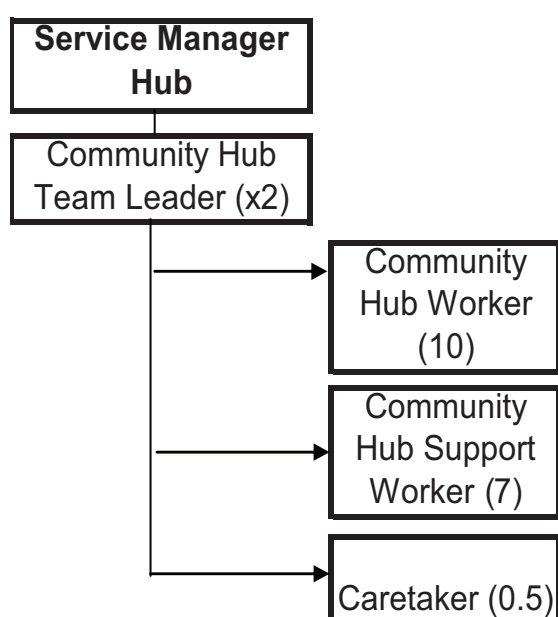 Service Manager
Hub
Community Hub
Team Leader (x2)
Community
Hub Worker
(10)
Community
Hub Support
Worker (7)
Caretaker (0.5)